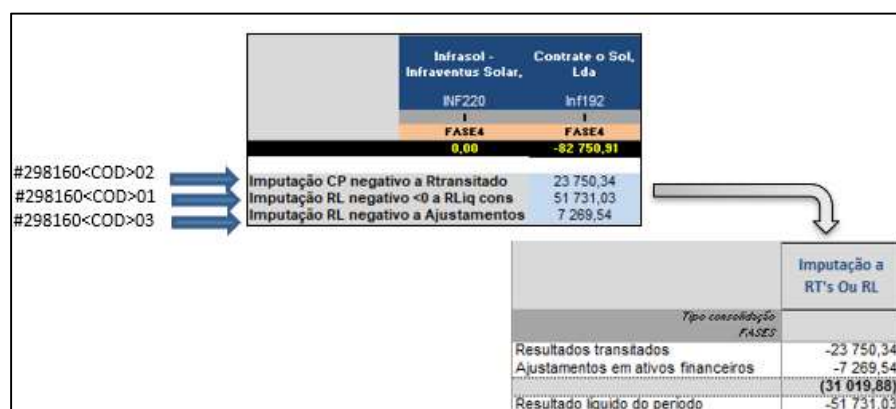 Infrasol - Infraventus Solar,
Contrate o Sol, Lda
INF220
Inf192
I
I
FASE4
FASE4
0,00
-82 750,91
#298160<COD>02
Imputação CP negativo a Rtransitado
23 750,34
#298160<COD>01
Imputação RL negativo <0 a RLiq cons
51 731,03
#298160<COD>03
Imputação RL negativo a Ajustamentos
7 269,54
Imputação a
RT's Ou RL
Tipo consolidação
FASES
Resultados transitados
-23 750,34
Ajustamentos em ativos financeiros
-7 269,54
(31 019,88)
Resultado líquido do período
-51 731,03